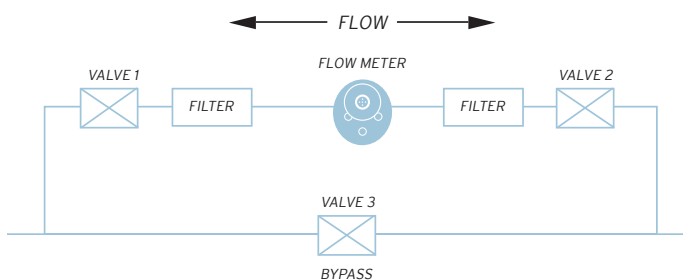 FLOW
FLOW METER
VALVE 1
VALVE 2
FILTER
FILTER
VALVE 3
BYPASS